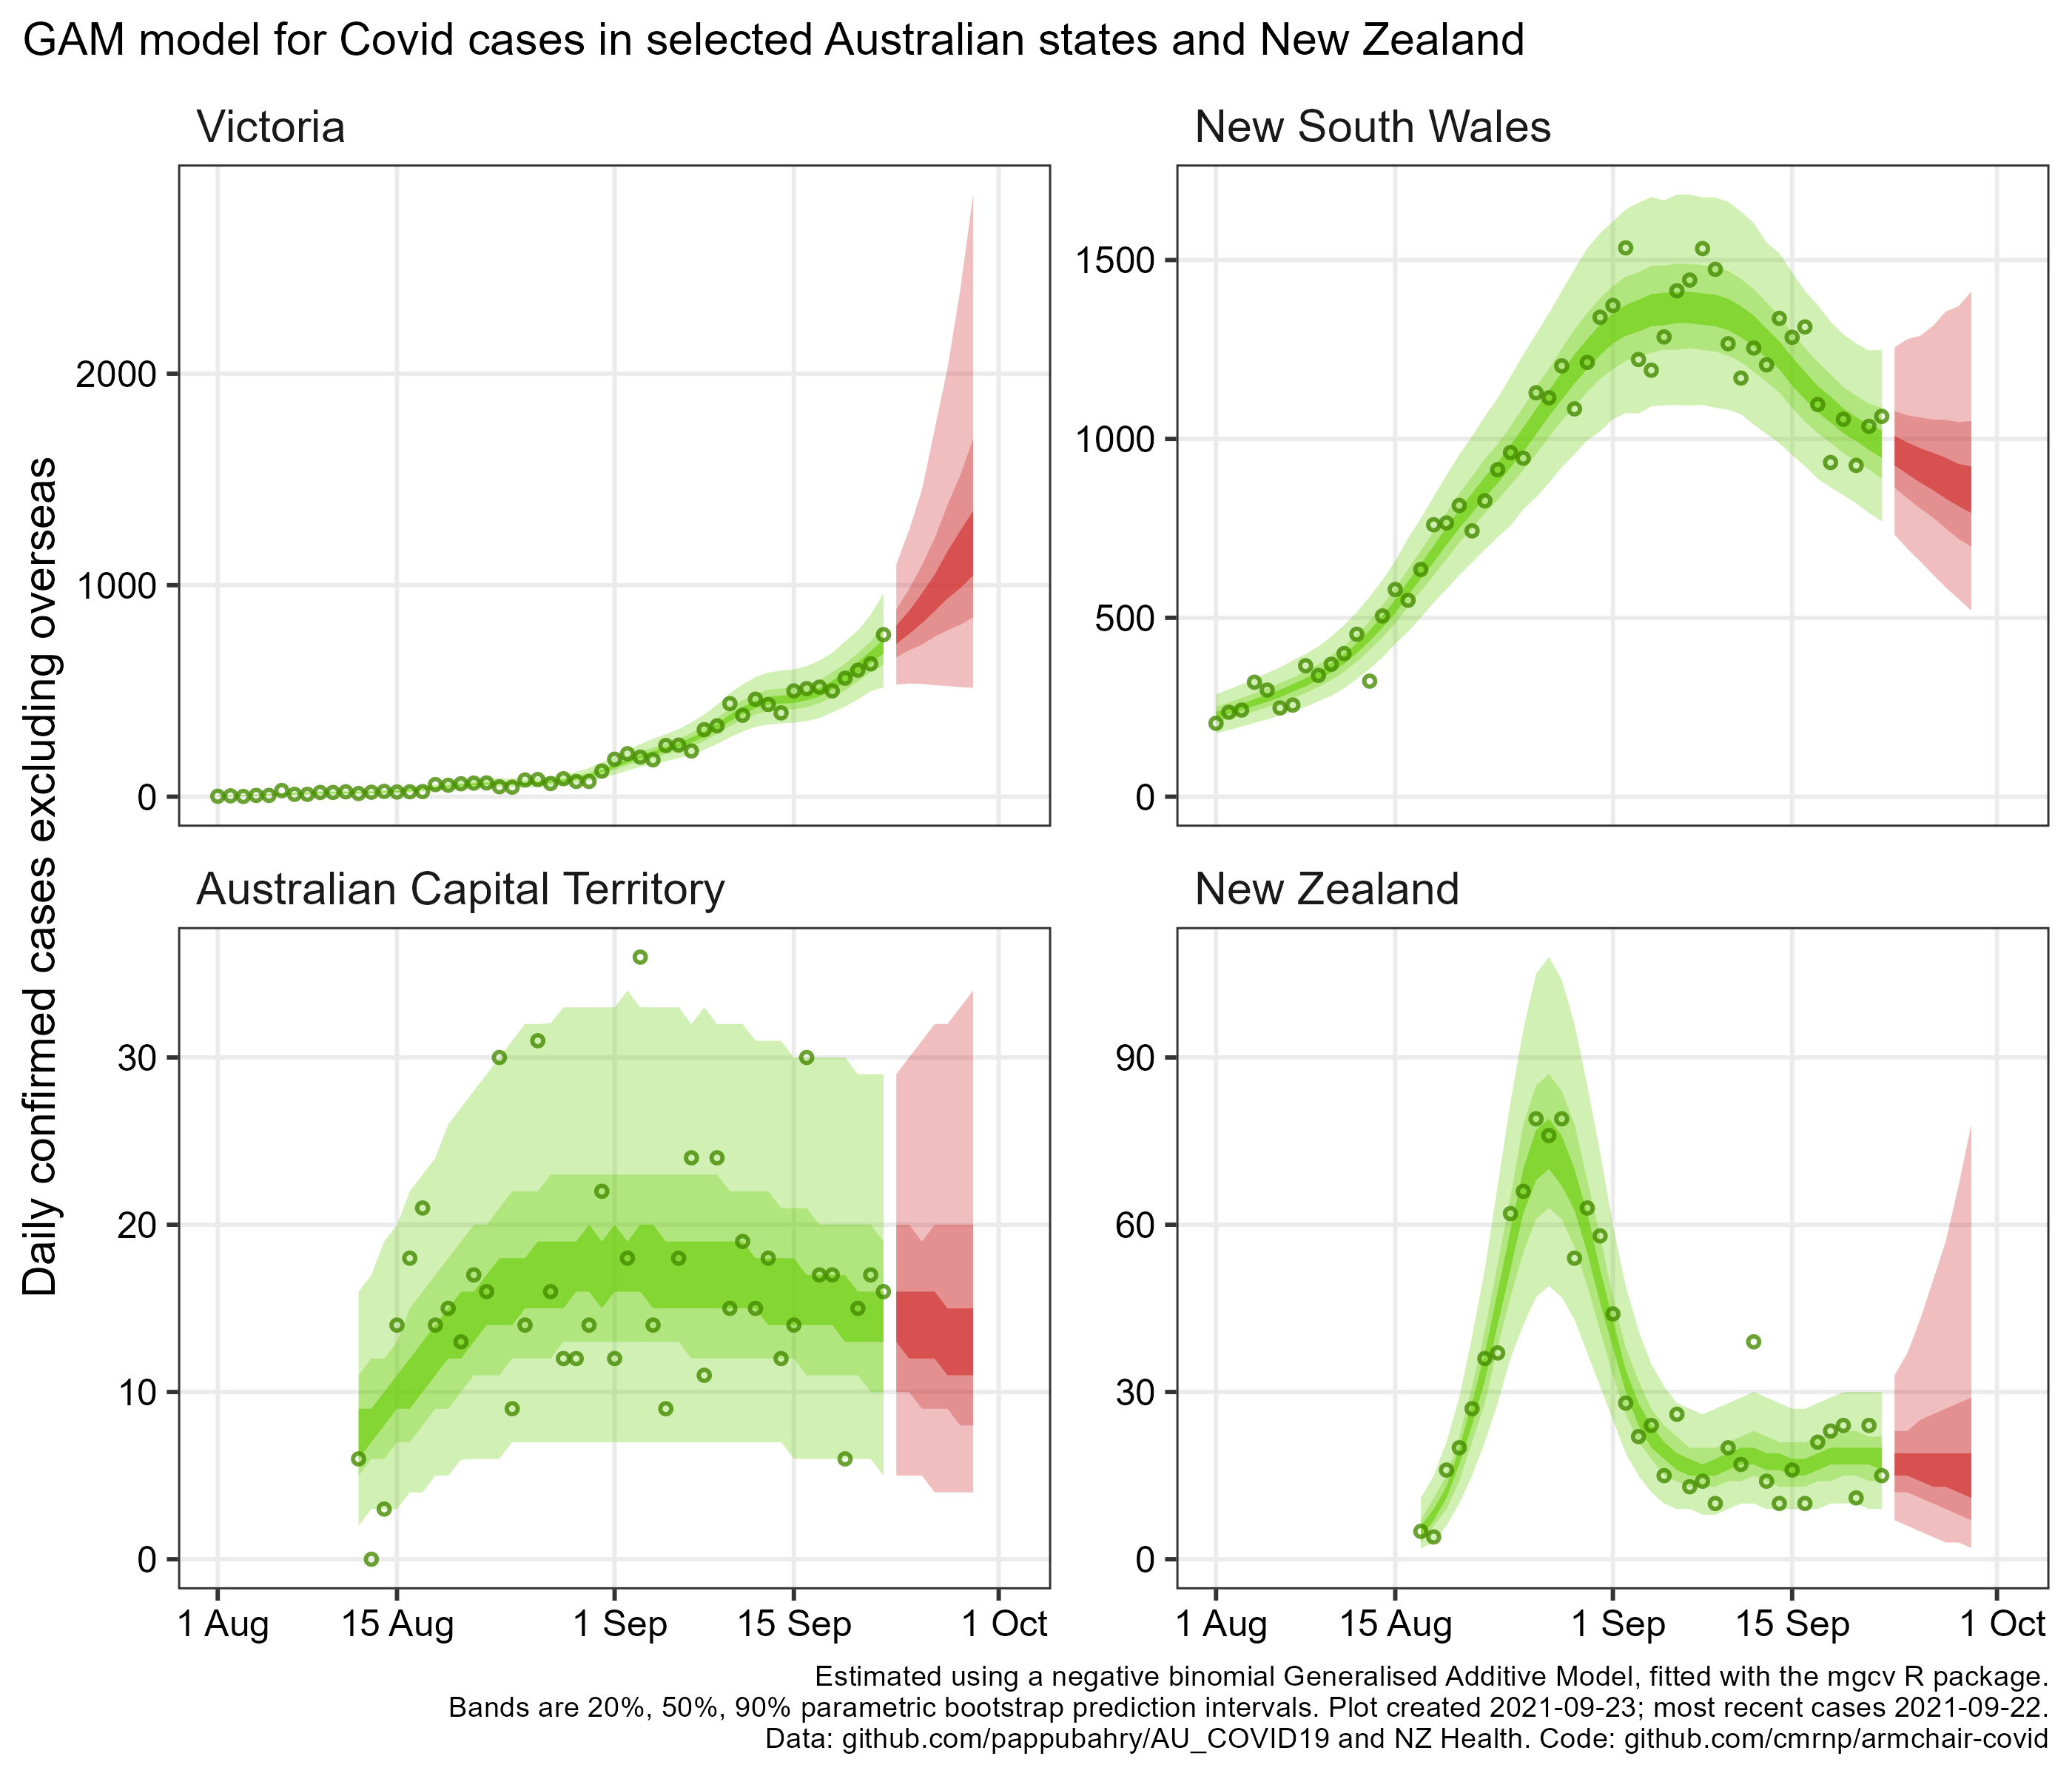 GAM model for Covid cases in selected Australian states and New Zealand
Daily confirmed cases excluding overseas
Victoria
2000
1000
0
New South Wales
1500
1000
500
0
Australian Capital Territory
30
20
10
0
1 Aug 15 Aug 1 Sep 15 Sep 1 Oct
New Zealand
90
60
30
0
1 Aug 15 Aug 1 Sep 15 Sep 1 Oct
Estimated using a negative binomial Generalised Additive Model, fitted with the mgcv R package.
Bands are 20%, 50%, 90% parametric bootstrap prediction intervals. Plot created 2021-09-23; most recent cases 2021-09-22.
Data: github.com/pappubahry/AU_COVID19 and NZ Health. Code: github.com/cmrnp/armchair-covid